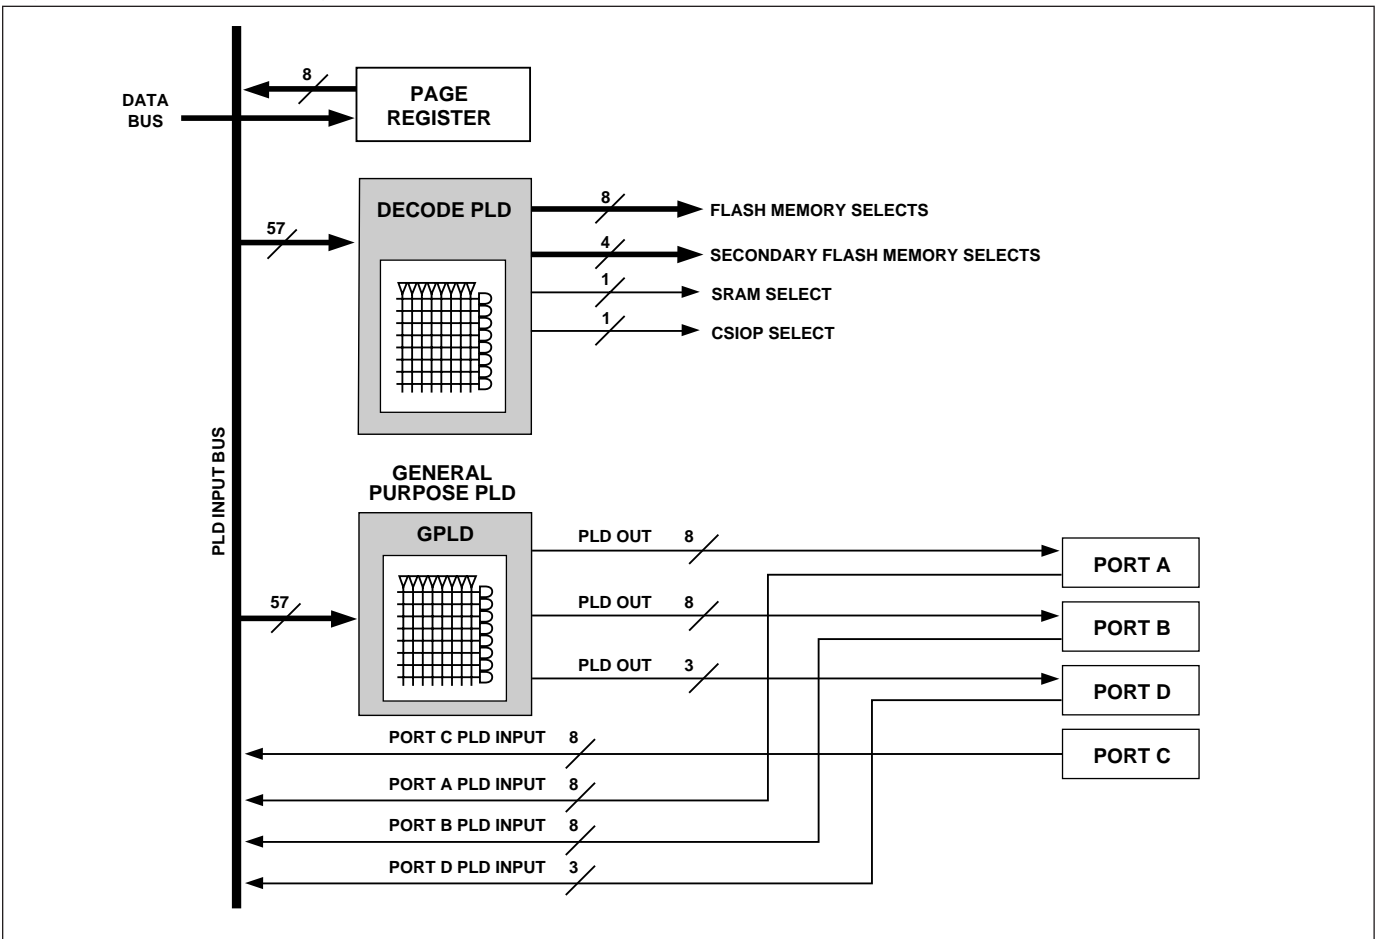 8
PAGE
REGISTER
DATA
BUS
DECODE PLD
8
FLASH MEMORY SELECTS
57
4
SECONDARY FLASH MEMORY SELECTS
1
SRAM SELECT
1
CSIOP SELECT
PLD INPUT BUS
GENERAL
PURPOSE PLD
GPLD
PLD OUT 8
PORT A
57
PLD OUT 8
PORT B
PLD OUT 3
PORT D
PORT C PLD INPUT 8
PORT C
PORT A PLD INPUT 8
PORT B PLD INPUT 8
PORT D PLD INPUT 3